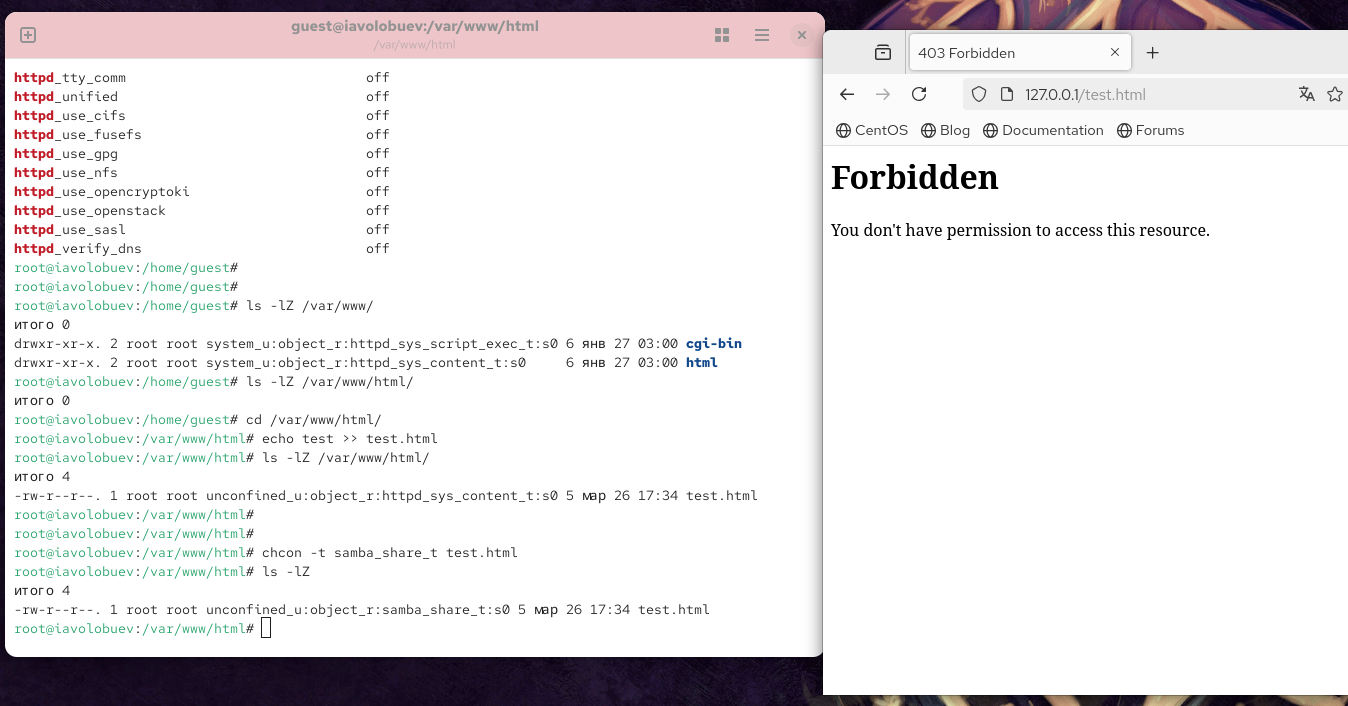 guest@iavolobuev:/var/www/html
/var/www/html
httpd_tty_comm                              off
httpd_unified                               off
httpd_use_cifs                              off
httpd_use_fusefs                            off
httpd_use_gpg                               off
httpd_use_nfs                               off
httpd_use_opencryptoki                      off
httpd_use_openstack                         off
httpd_use_sasl                              off
httpd_verify_dns                            off
root@iavolobuev:/home/guest#
root@iavolobuev:/home/guest#
root@iavolobuev:/home/guest# ls -lZ /var/www/
итого 0
drwxr-xr-x. 2 root root system_u:object_r:httpd_sys_script_exec_t:s0 6 янв 27 03:00 cgi-bin
drwxr-xr-x. 2 root root system_u:object_r:httpd_sys_content_t:s0     6 янв 27 03:00 html
root@iavolobuev:/home/guest# ls -lZ /var/www/html/
итого 0
root@iavolobuev:/home/guest# cd /var/www/html/
root@iavolobuev:/var/www/html# echo test >> test.html
root@iavolobuev:/var/www/html# ls -lZ /var/www/html/
итого 4
-rw-r--r--. 1 root root unconfined_u:object_r:httpd_sys_content_t:s0 5 мар 26 17:34 test.html
root@iavolobuev:/var/www/html#
root@iavolobuev:/var/www/html#
root@iavolobuev:/var/www/html# chcon -t samba_share_t test.html
root@iavolobuev:/var/www/html# ls -lZ
итого 4
-rw-r--r--. 1 root root unconfined_u:object_r:samba_share_t:s0 5 мар 26 17:34 test.html
root@iavolobuev:/var/www/html#
403 Forbidden
127.0.0.1/test.html
CentOS Blog Documentation Forums
Forbidden
You don't have permission to access this resource.